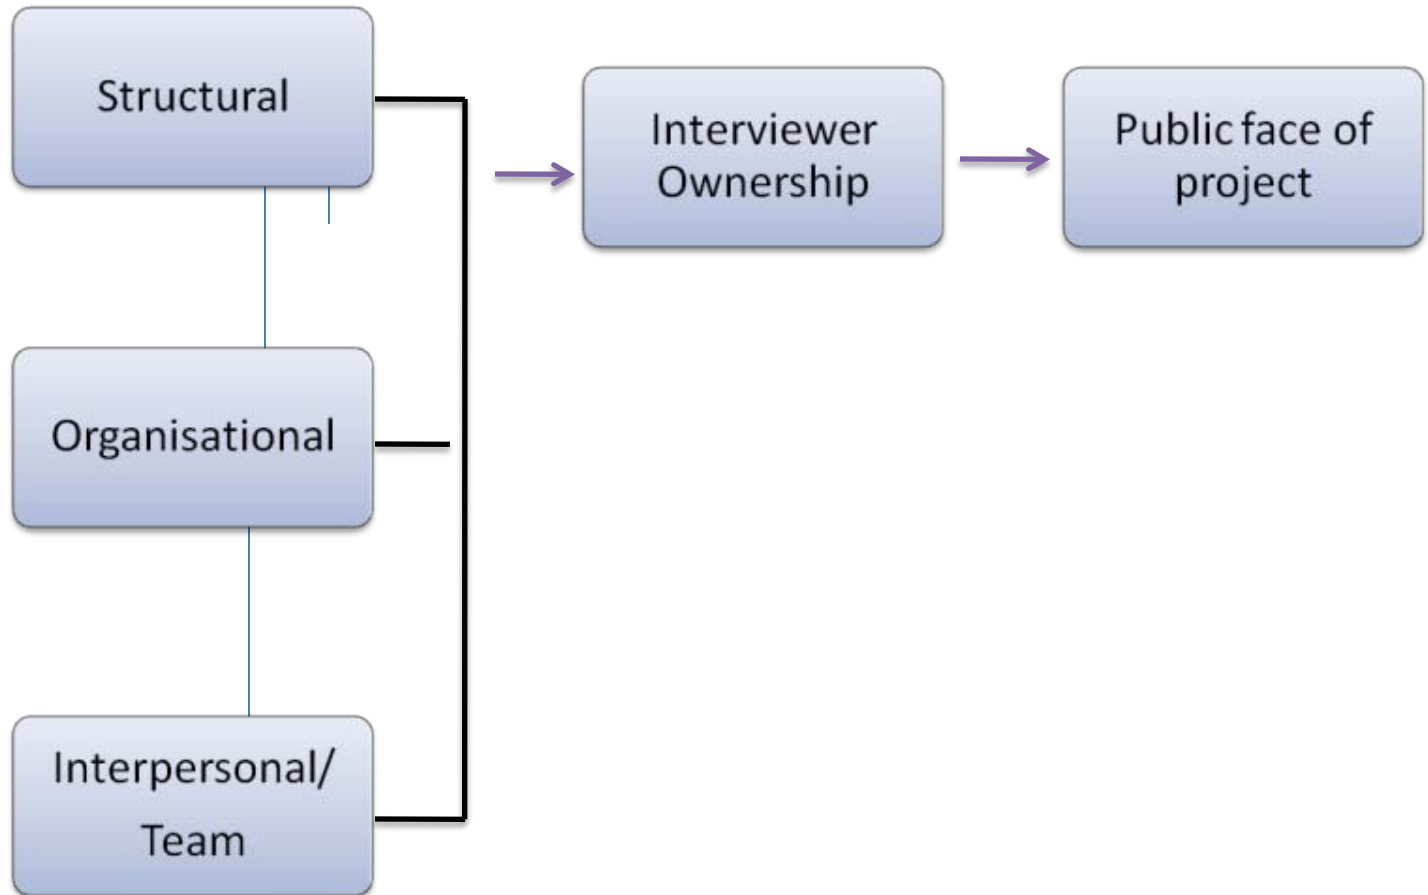 Structural
Interviewer
Ownership
Public face of
project
Organisational
Interpersonal/
Team